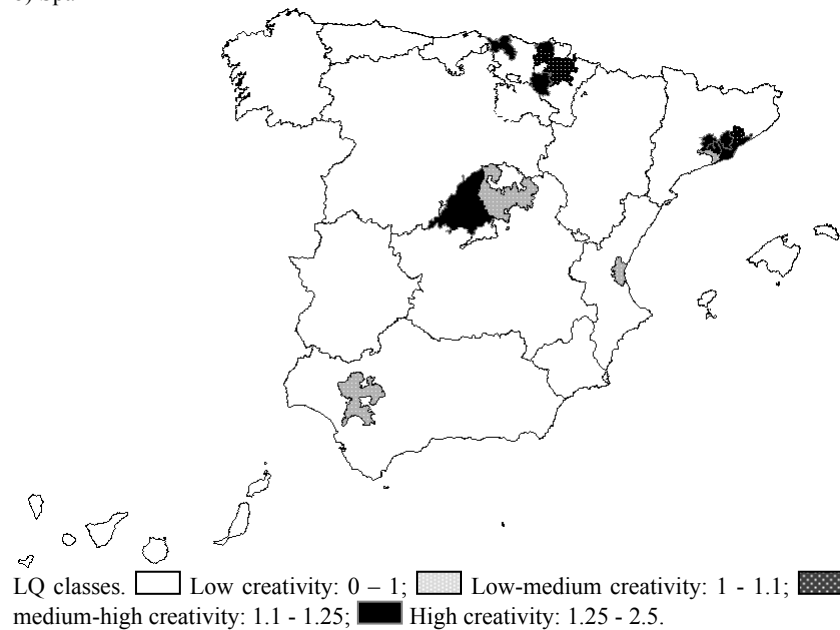 LQ classes. Low creativity: 0 – 1; Low-medium creativity: 1 - 1.1;
medium-high creativity: 1.1 - 1.25; High creativity: 1.25 - 2.5.